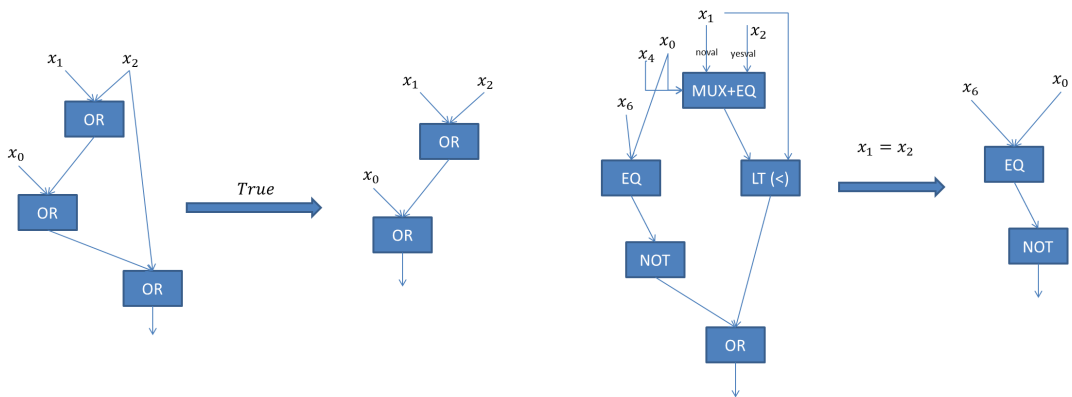 x₁ x₂
OR
x₀
OR
OR
True
x₁ x₂
OR
x₀
OR
x₁
x₂
x₄ x₀
noval yesval
MUX+EQ
x₆
EQ
LT (<)
NOT
OR
x₁ = x₂
x₆ x₀
EQ
NOT